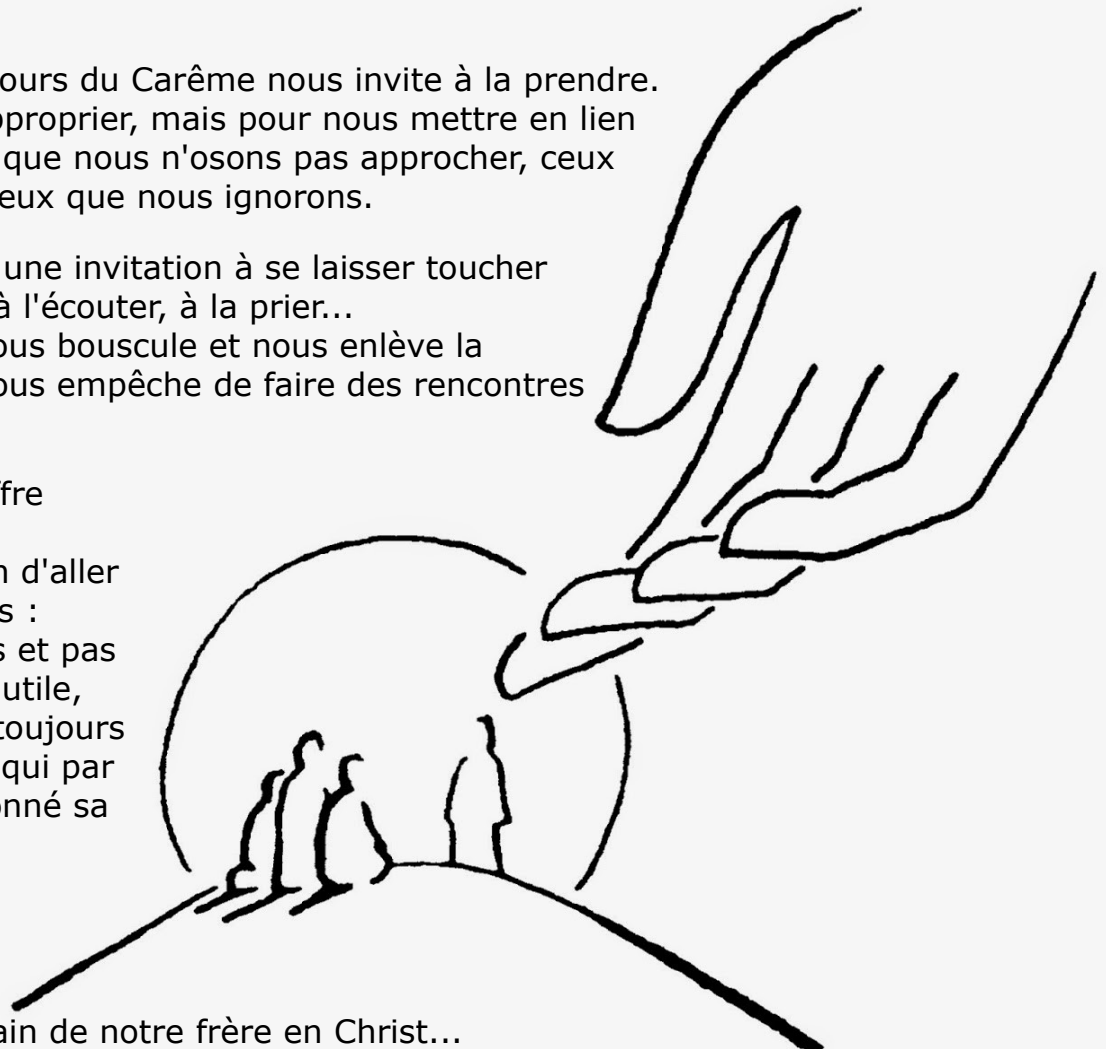 ours du Carême nous invite à la prendre.
pproprier, mais pour nous mettre en lien
que nous n'osons pas approcher, ceux
eux que nous ignorons.
une invitation à se laisser toucher
à l'écouter, à la prier...
ous bouscule et nous enlève la
ous empêche de faire des rencontres
ffre
n d'aller
s :
s et pas
utile,
toujours
qui par
onné sa
ain de notre frère en Christ...